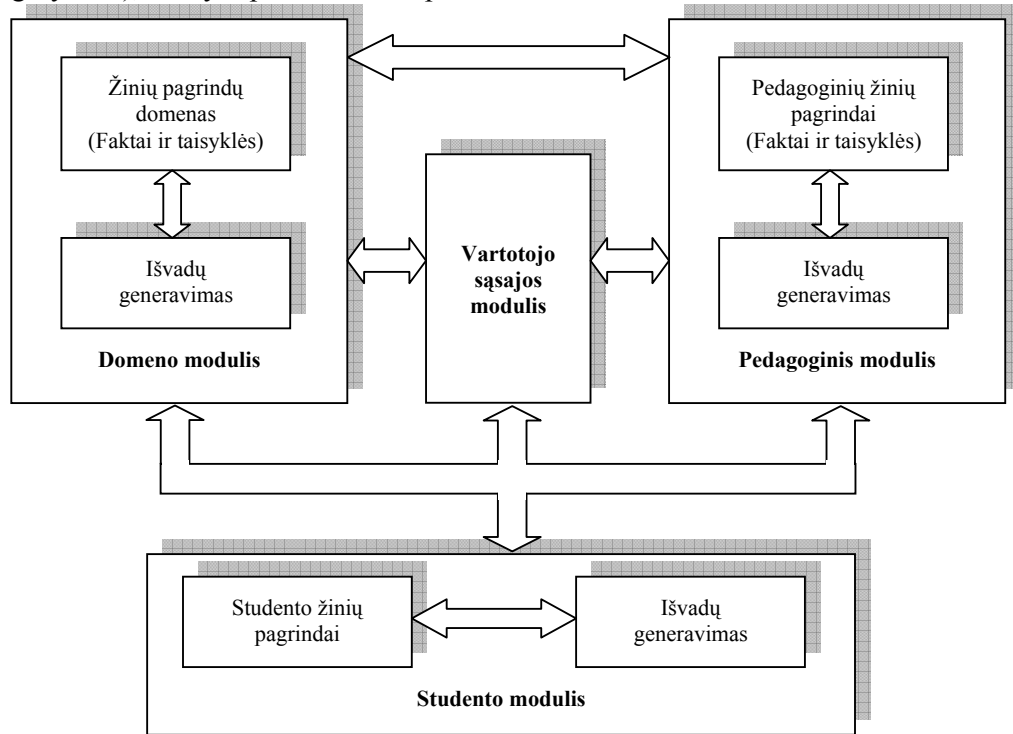 Žinių pagrindų
domenas
(Faktai ir taisyklės)
Išvadų
generavimas
Domeno modulis
Vartotojo
sąsajos
modulis
Pedagoginių žinių
pagrindai
(Faktai ir taisyklės)
Išvadų
generavimas
Pedagoginis modulis
Studento žinių
pagrindai
Išvadų
generavimas
Studento modulis